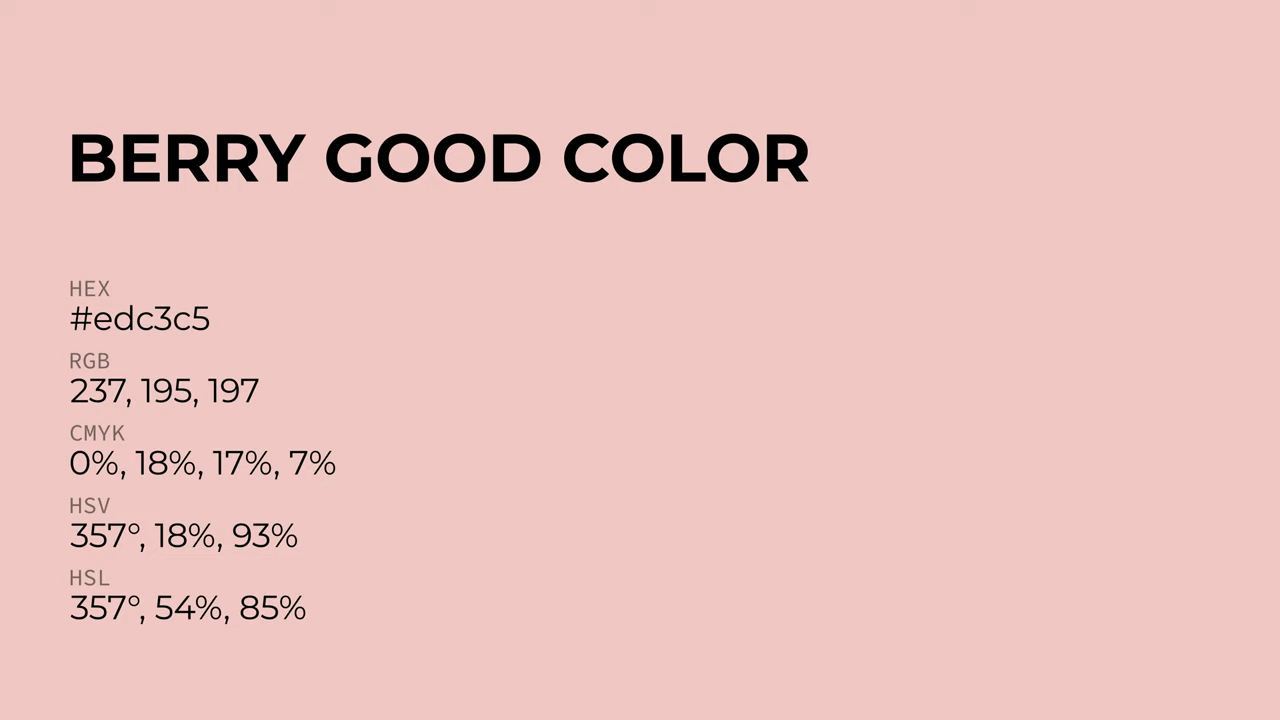 BERRY GOOD COLOR
HEX
#edc3c5
RGB
237, 195, 197
CMYK
0%, 18%, 17%, 7%
HSV
357°, 18%, 93%
HSL
357°, 54%, 85%